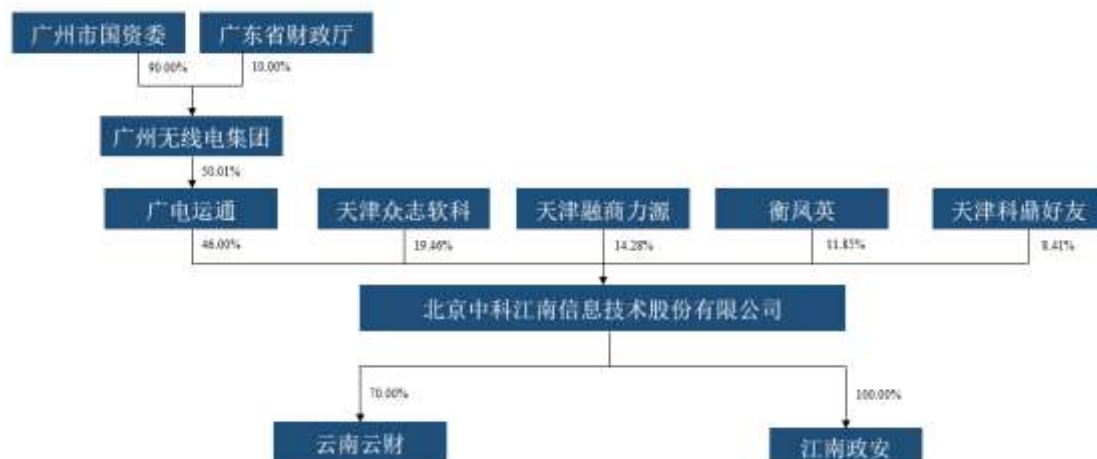 广州市国资委
广东省财政厅
90.00%
10.00%
广州无线电集团
50.01%
广电运通
天津众志软科
天津融商力源
衡凤英
天津科鼎好友
46.00%
19.46%
14.28%
11.85%
8.41%
北京中科江南信息技术股份有限公司
70.00%
100.00%
云南云财
江南政安